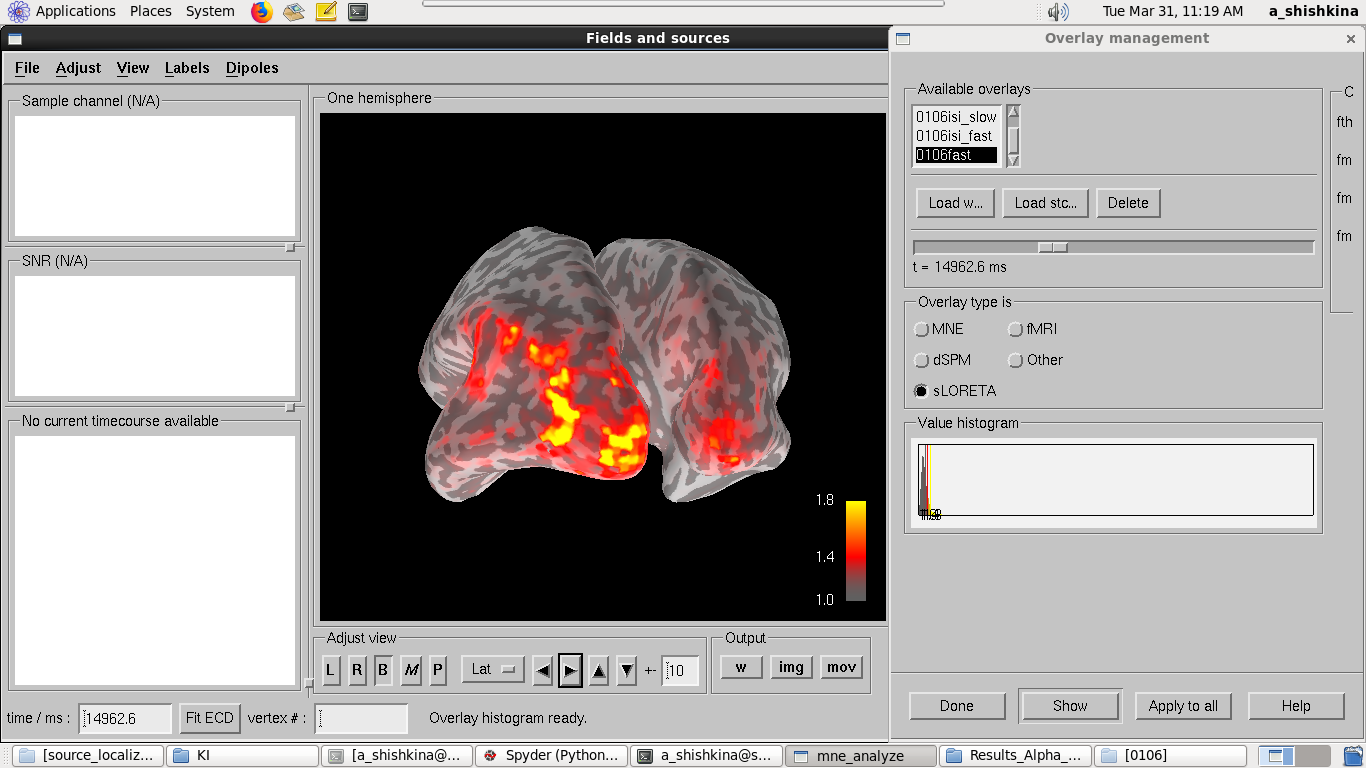 Applications Places System Tue Mar 31, 11:19 AM a_shishkina
Fields and sources
File Adjust View Labels Dipoles
Sample channel (N/A)
SNR (N/A)
No current timecourse available
One hemisphere
1.8
1.4
1.0
Adjust view
L R B M P Lat +- 10
Output
w img mov
time / ms : 14962.6 Fit ECD vertex # : Overlay histogram ready.
Overlay management
Available overlays
0106isi_slow
0106isi_fast
0106fast
Load w... Load stc... Delete
t = 14962.6 ms
Overlay type is
MNE fMRI
dSPM Other
sLORETA
Value histogram
C
fth
fm
fm
fm
Done Show Apply to all Help
[source_localiz... KI [a_shishkina@... Spyder (Python... a_shishkina@s... mne_analyze Results_Alpha_... [0106]